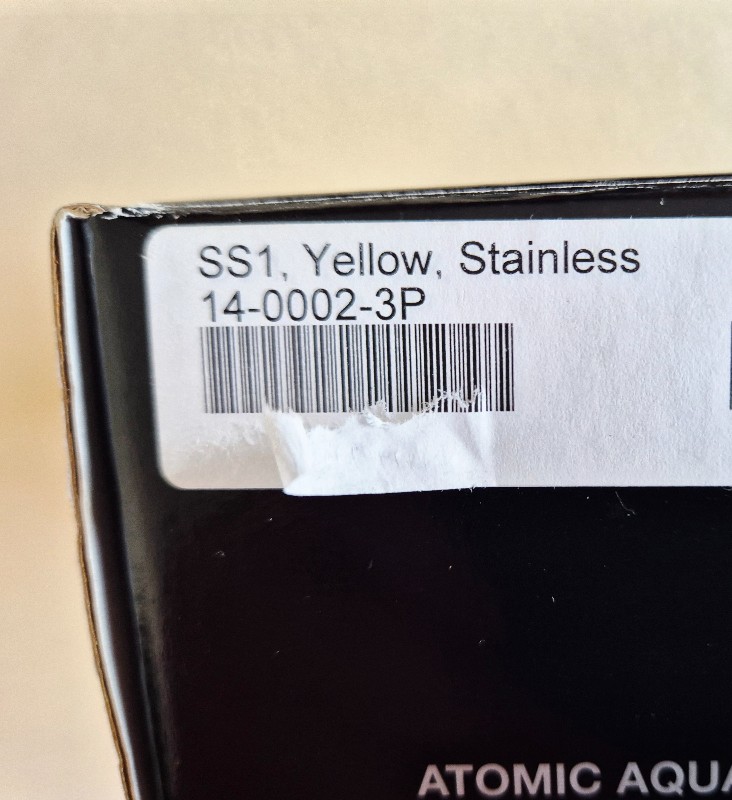 SS1, Yellow, Stainless
14-0002-3P
ATOMIC AQUA